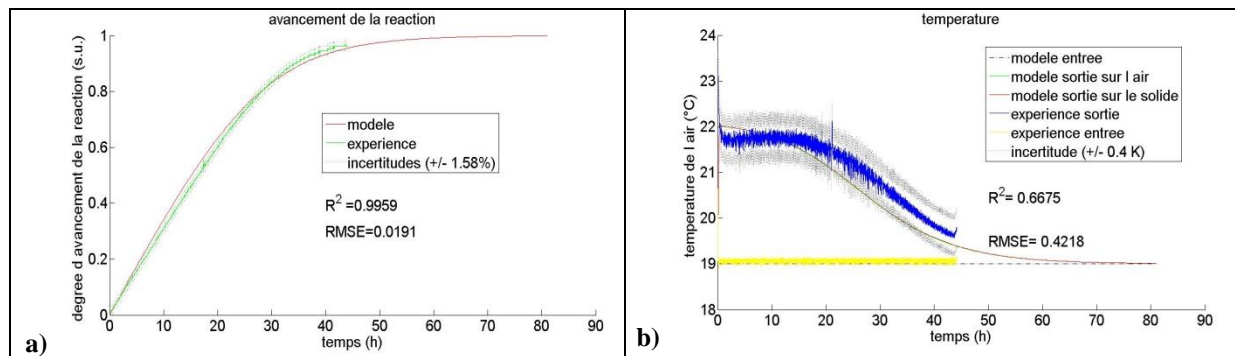 avancement de la reaction
degree d avancement de la reaction (s.u.)
1
0.8
0.6
0.4
0.2
0
modele
experience
incertitudes (+/- 1.58%)
R2 =0.9959
RMSE=0.0191
0 10 20 30 40 50 60 70 80 90
temps (h)
a)
temperature
temperature de l air (°C)
24
23
22
21
20
19
18
modele entree
modele sortie sur l air
modele sortie sur le solide
experience sortie
experience entree
incertitude (+/- 0.4 K)
R2= 0.6675
RMSE= 0.4218
0 10 20 30 40 50 60 70 80 90
temps (h)
b)